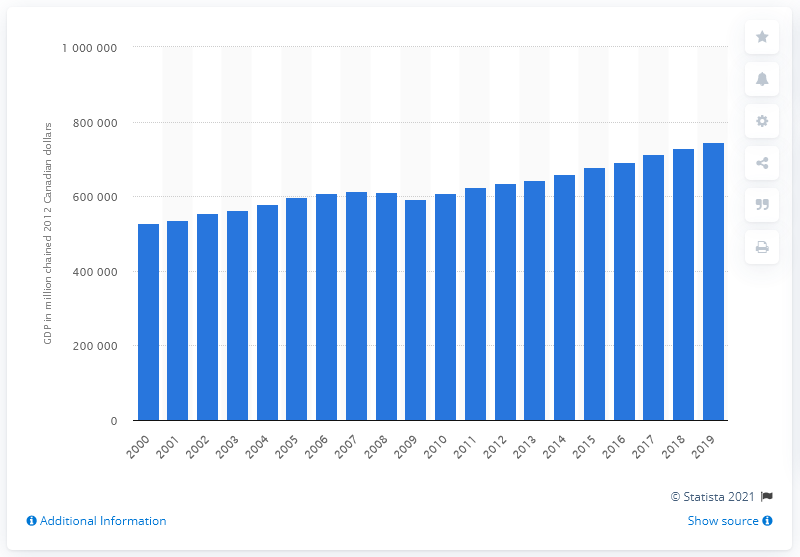 1 000 000
800 000
600 000
400 000
200 000
0
GDP in million chained 2012 Canadian dollars
2000 2001 2002 2003 2004 2005 2006 2007 2008 2009 2010 2011 2012 2013 2014 2015 2016 2017 2018 2019
© Statista 2021
Additional Information
Show source